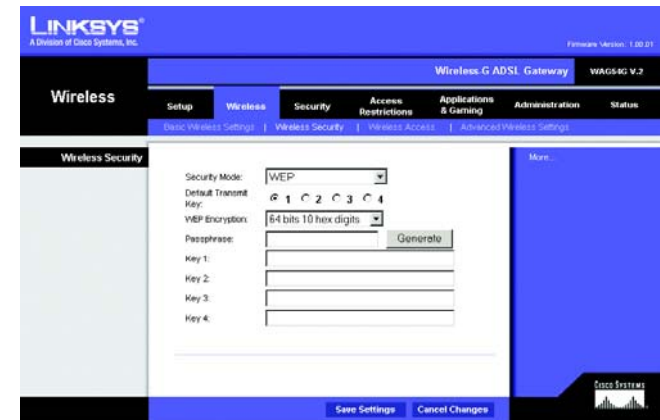 LINKSYS®
A Division of Cisco Systems, Inc.
Firmware Version: 1.00.01
Wireless-G ADSL Gateway WAG54G V.2
Wireless
Setup Wireless Security Access Restrictions Applications & Gaming Administration Status
Basic Wireless Settings | Wireless Security | Wireless Access | Advanced Wireless Settings
Wireless Security
More...
Security Mode: WEP
Default Transmit Key: 1 2 3 4
WEP Encryption: 64 bits 10 hex digits
Passphrase: Generate
Key 1:
Key 2:
Key 3:
Key 4:
Save Settings Cancel Changes
CISCO SYSTEMS